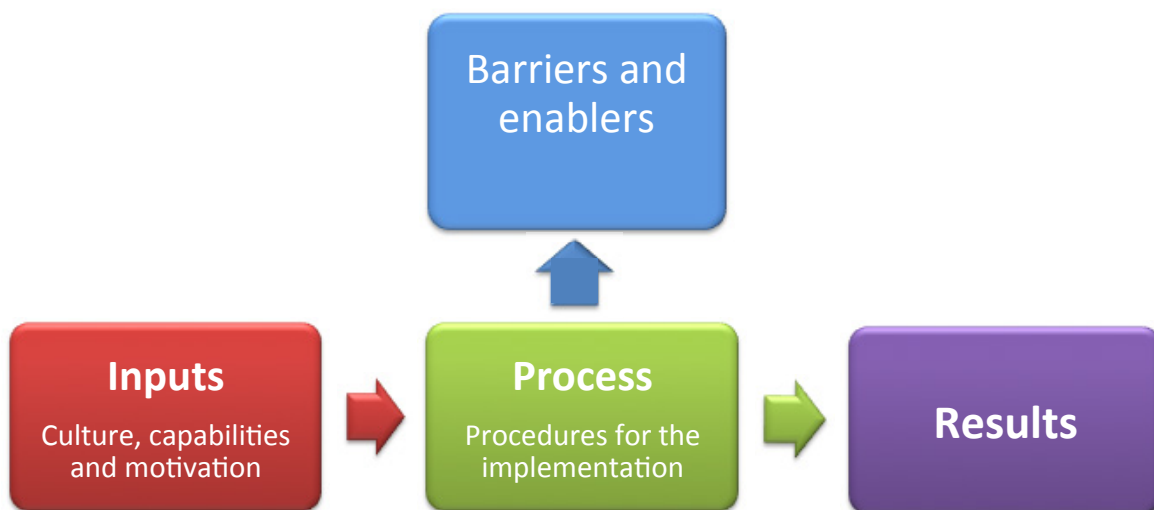 Barriers and
enablers
Inputs
Culture, capabilities
and motivation
Process
Procedures for the
implementation
Results